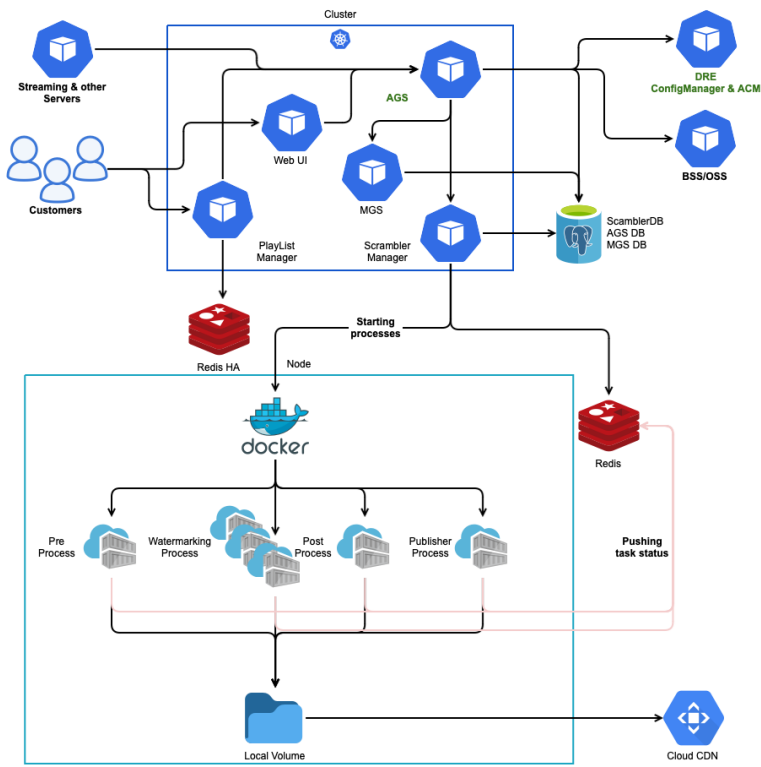 Cluster
Streaming & other
Servers
AGS
DRE
ConfigManager & ACM
Web UI
BSS/OSS
Customers
MGS
PlayList
Manager
Scrambler
Manager
ScamblerDB
AGS DB
MGS DB
Redis HA
Starting
processes
Node
docker
Redis
Pre
Process
Watermarking
Process
Post
Process
Publisher
Process
Pushing
task status
Local Volume
Cloud CDN